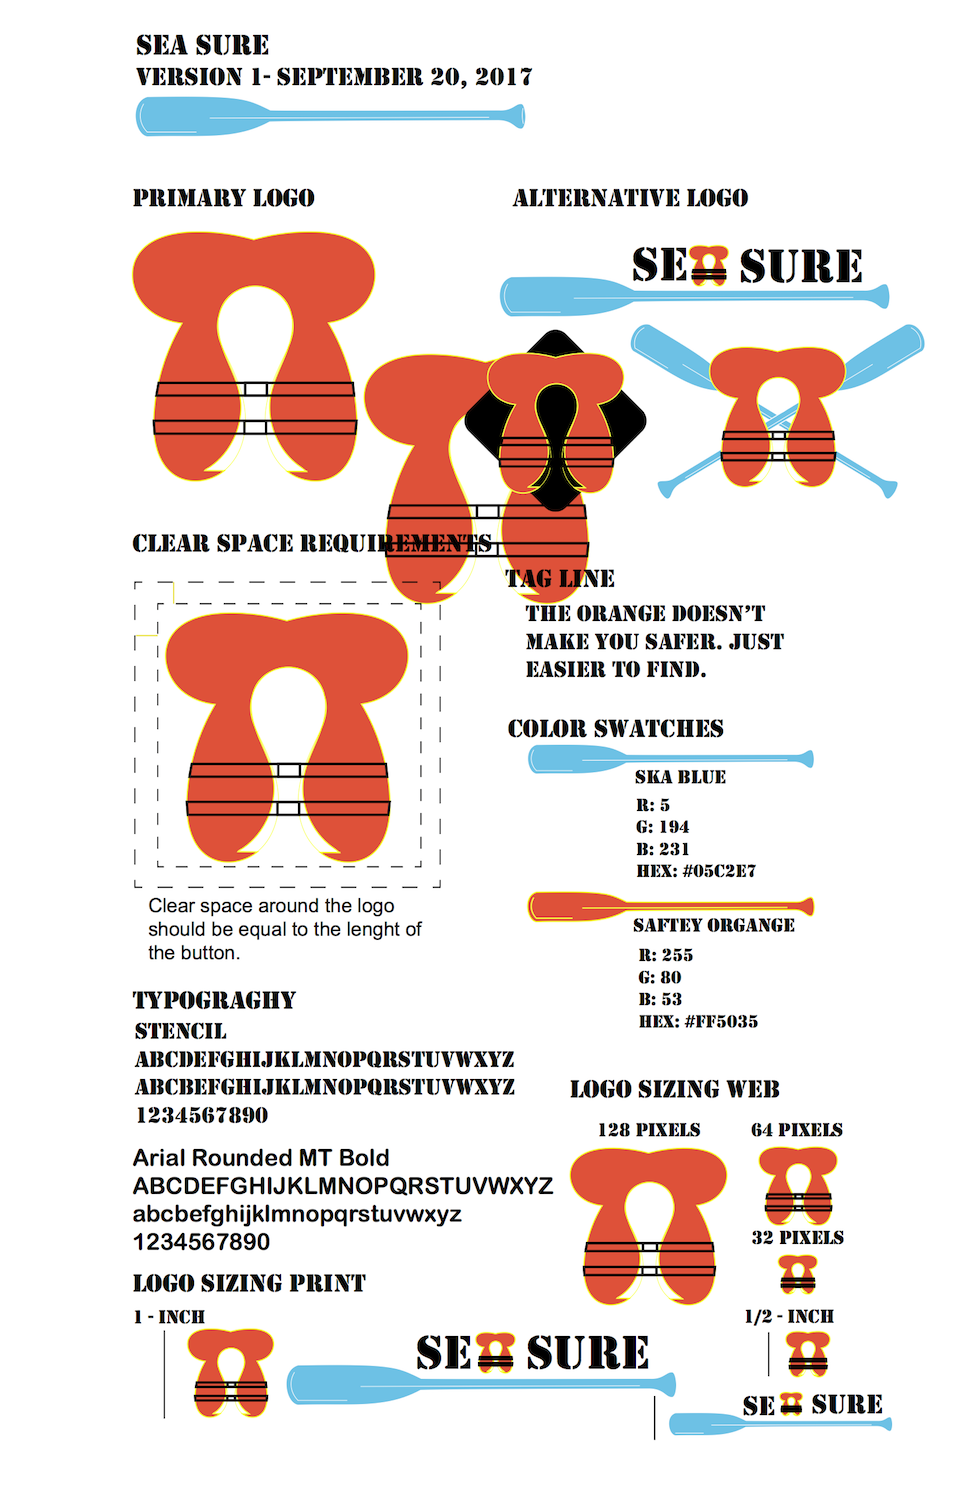 SEA SURE
VERSION 1- SEPTEMBER 20, 2017
PRIMARY LOGO
ALTERNATIVE LOGO
SE SURE
CLEAR SPACE REQUIREMENTS
TAG LINE
THE ORANGE DOESN'T
MAKE YOU SAFER. JUST
EASIER TO FIND.
COLOR SWATCHES
SKA BLUE
R: 5
G: 194
B: 231
HEX: #05C2E7
SAFTEY ORGANGE
R: 255
G: 80
B: 53
HEX: #FF5035
Clear space around the logo
should be equal to the lenght of
the button.
TYPOGRAGHY
STENCIL
ABCDEFGHIJKLMNOPQRSTUVWXYZ
ABCBEFGHIJKLMNOPQRSTUVWXYZ
1234567890
Arial Rounded MT Bold
ABCDEFGHIJKLMNOPQRSTUVWXYZ
abcbefghijklmnopqrstuvwxyz
1234567890
LOGO SIZING WEB
128 PIXELS
64 PIXELS
32 PIXELS
LOGO SIZING PRINT
1 - INCH
SE SURE
1/2 - INCH
SE SURE